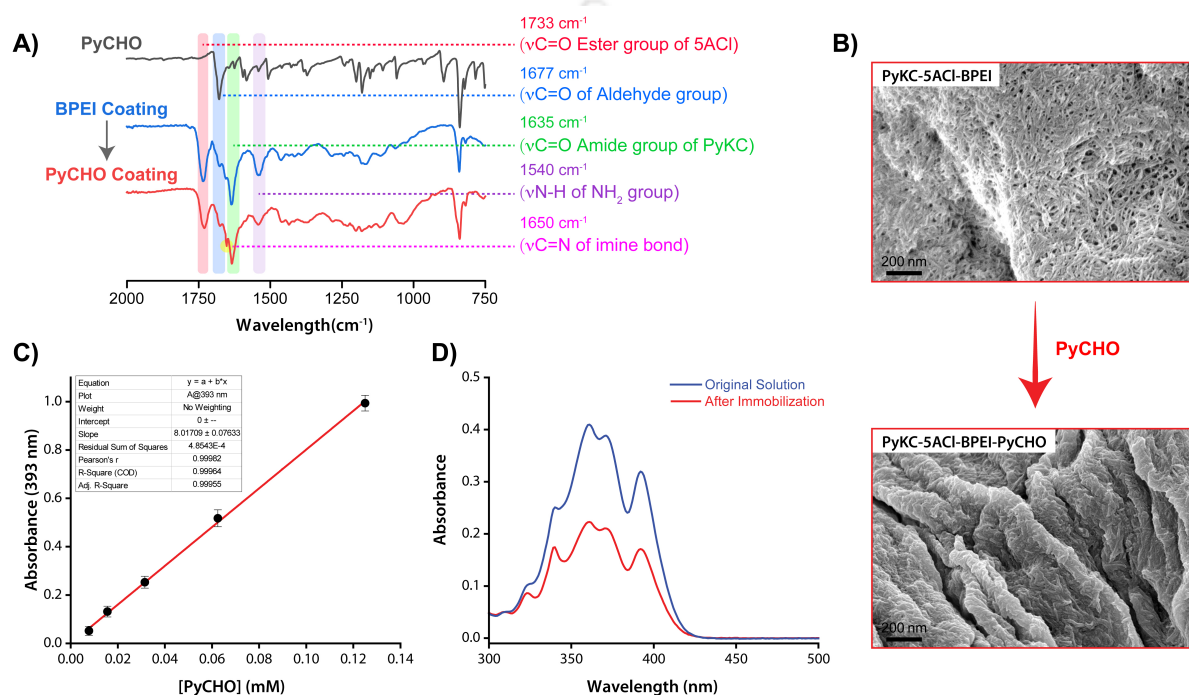 A)
PyCHO
BPEI Coating
PyCHO Coating
1733 cm⁻¹
(νC=O Ester group of 5ACl)
1677 cm⁻¹
(νC=O of Aldehyde group)
1635 cm⁻¹
(νC=O Amide group of PyKC)
1540 cm⁻¹
(νN-H of NH₂ group)
1650 cm⁻¹
(νC=N of imine bond)
2000 1750 1500 1250 1000 750
Wavelength(cm⁻¹)
B)
PyKC-5ACl-BPEI
200 nm
PyCHO
PyKC-5ACl-BPEI-PyCHO
200 nm
C)
Equation y = a + b*x
Plot A@393 nm
Weight No Weighting
Intercept 0 ± --
Slope 8.01709 ± 0.07633
Residual Sum of Squares 4.8543E-4
Pearson's r 0.99982
R-Square (COD) 0.99964
Adj. R-Square 0.99955
Absorbance (393 nm)
1.0
0.8
0.6
0.4
0.2
0.0
0.00 0.02 0.04 0.06 0.08 0.10 0.12 0.14
[PyCHO] (mM)
D)
Original Solution
After Immobilization
Absorbance
0.5
0.4
0.3
0.2
0.1
0.0
300 350 400 450 500
Wavelength (nm)